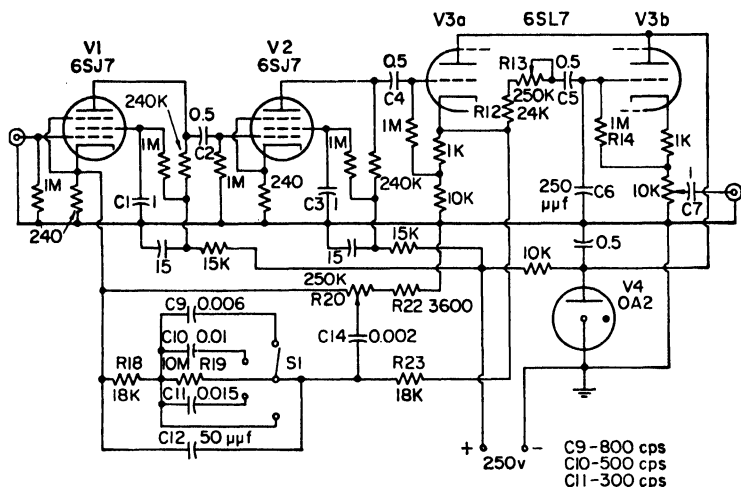 V1
6SJ7
V2
6SJ7
V3a
6SL7
V3b
240K
0.5
C2
1M
1M
1M
240
C1
1
0.5
C4
1M
1M
240
C3
1
240K
R13
250K
R12
24K
0.5
C5
1K
10K
1M
R14
1K
250
μμf
C6
10K
1
C7
15
15K
15
15K
10K
0.5
250K
R20
R22 3600
V4
OA2
C9 0.006
C10 0.01
10M R19
C11 0.015
S1
C14 0.002
R18
18K
R23
18K
C12 50 μμf
+ -
250v
C9-800 cps
C10-500 cps
C11-300 cps